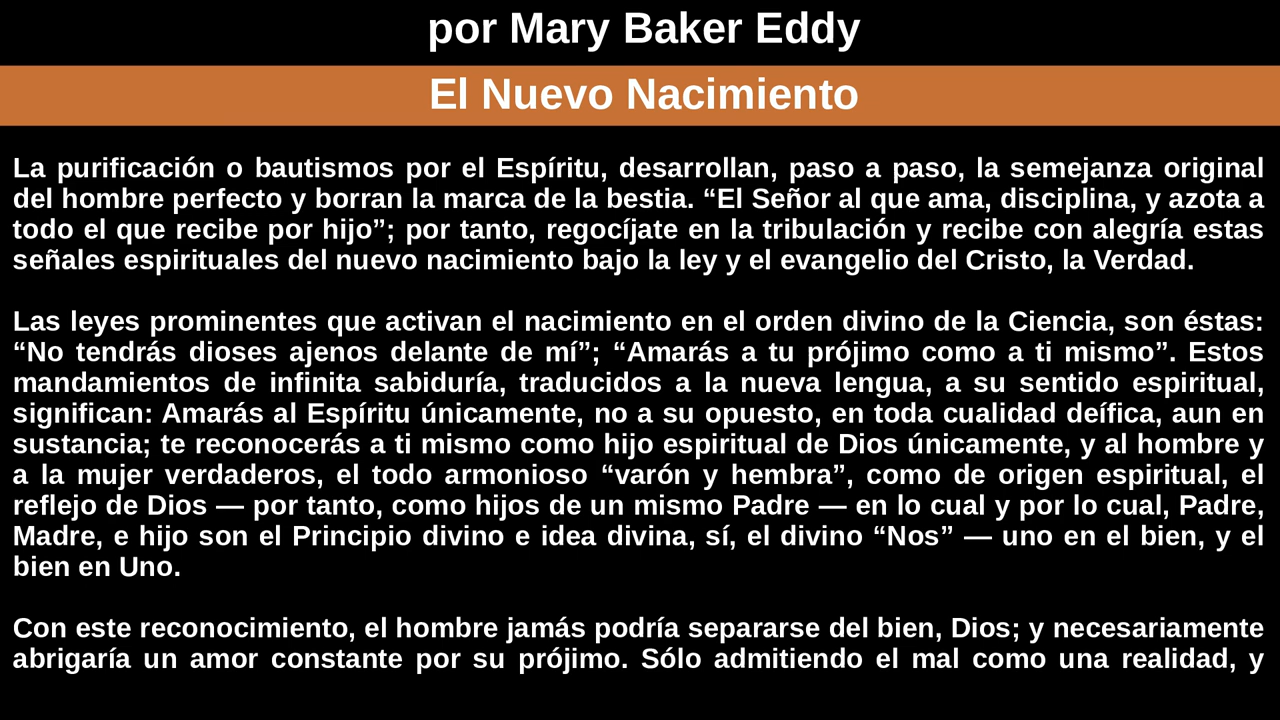 por Mary Baker Eddy
El Nuevo Nacimiento
La purificación o bautismos por el Espíritu, desarrollan, paso a paso, la semejanza original
del hombre perfecto y borran la marca de la bestia. “El Señor al que ama, disciplina, y azota a
todo el que recibe por hijo”; por tanto, regocíjate en la tribulación y recibe con alegría estas
señales espirituales del nuevo nacimiento bajo la ley y el evangelio del Cristo, la Verdad.
Las leyes prominentes que activan el nacimiento en el orden divino de la Ciencia, son éstas:
“No tendrás dioses ajenos delante de mí”; “Amarás a tu prójimo como a ti mismo”. Estos
mandamientos de infinita sabiduría, traducidos a la nueva lengua, a su sentido espiritual,
significan: Amarás al Espíritu únicamente, no a su opuesto, en toda cualidad deífica, aun en
sustancia; te reconocerás a ti mismo como hijo espiritual de Dios únicamente, y al hombre y
a la mujer verdaderos, el todo armonioso “varón y hembra”, como de origen espiritual, el
reflejo de Dios — por tanto, como hijos de un mismo Padre — en lo cual y por lo cual, Padre,
Madre, e hijo son el Principio divino e idea divina, sí, el divino “Nos” — uno en el bien, y el
bien en Uno.
Con este reconocimiento, el hombre jamás podría separarse del bien, Dios; y necesariamente
abrigaría un amor constante por su prójimo. Sólo admitiendo el mal como una realidad, y